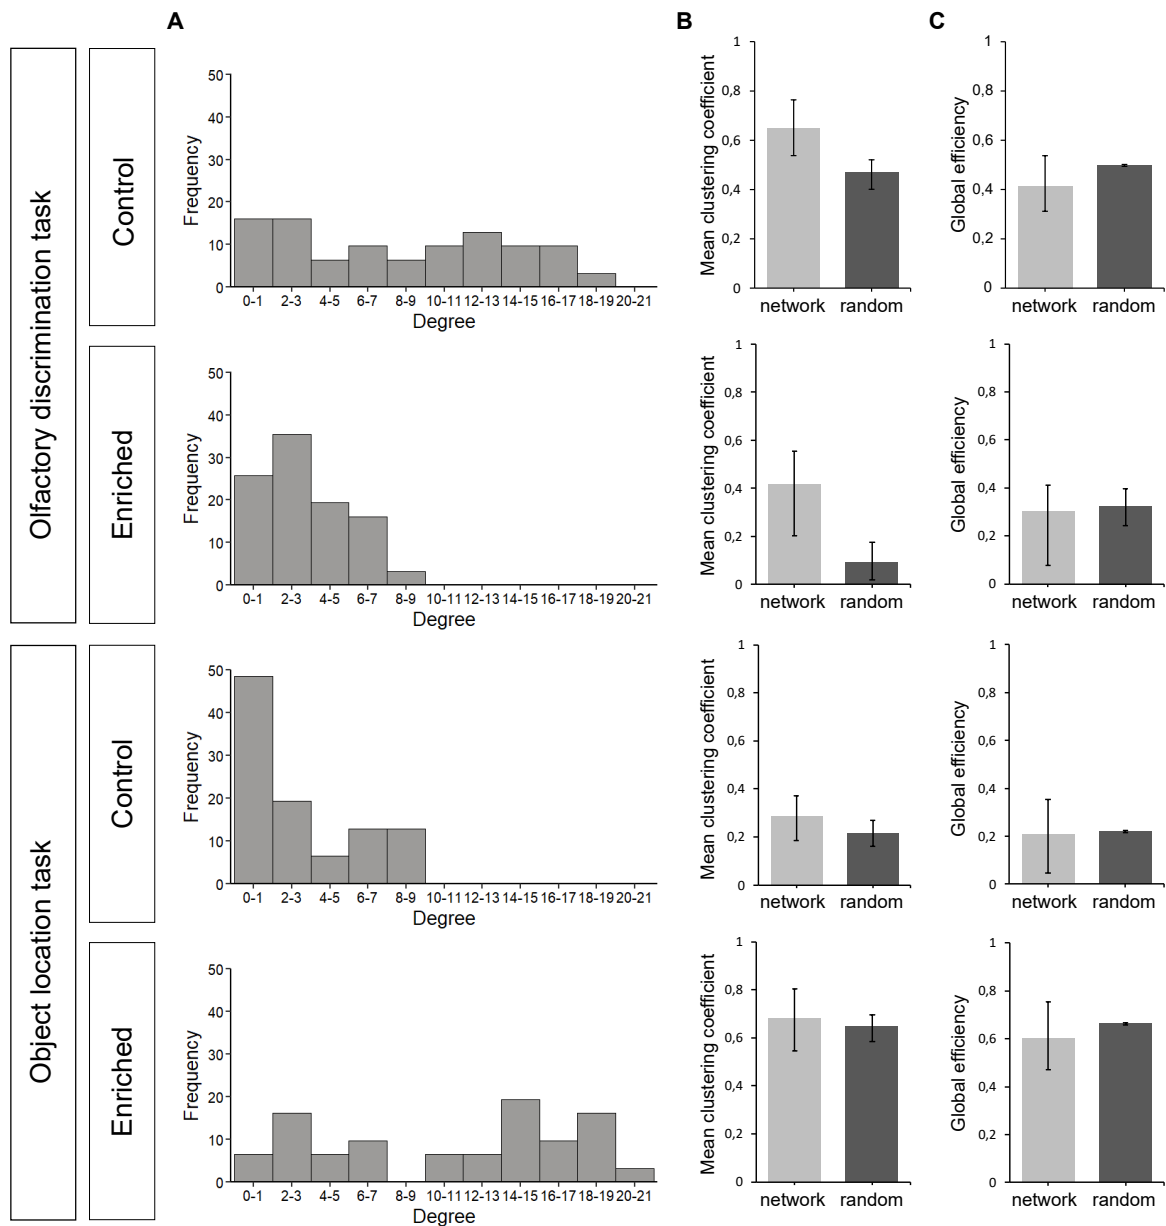 A
B
C
Olfactory discrimination task
Control
Frequency
50
40
30
20
10
0
0-1 2-3 4-5 6-7 8-9 10-11 12-13 14-15 16-17 18-19 20-21
Degree
Mean clustering coefficient
1
0,8
0,6
0,4
0,2
0
network random
Global efficiency
1
0,8
0,6
0,4
0,2
0
network random
Enriched
Frequency
50
40
30
20
10
0
0-1 2-3 4-5 6-7 8-9 10-11 12-13 14-15 16-17 18-19 20-21
Degree
Mean clustering coefficient
1
0,8
0,6
0,4
0,2
0
network random
Global efficiency
1
0,8
0,6
0,4
0,2
0
network random
Object location task
Control
Frequency
50
40
30
20
10
0
0-1 2-3 4-5 6-7 8-9 10-11 12-13 14-15 16-17 18-19 20-21
Degree
Mean clustering coefficient
1
0,8
0,6
0,4
0,2
0
network random
Global efficiency
1
0,8
0,6
0,4
0,2
0
network random
Enriched
Frequency
50
40
30
20
10
0
0-1 2-3 4-5 6-7 8-9 10-11 12-13 14-15 16-17 18-19 20-21
Degree
Mean clustering coefficient
1
0,8
0,6
0,4
0,2
0
network random
Global efficiency
1
0,8
0,6
0,4
0,2
0
network random